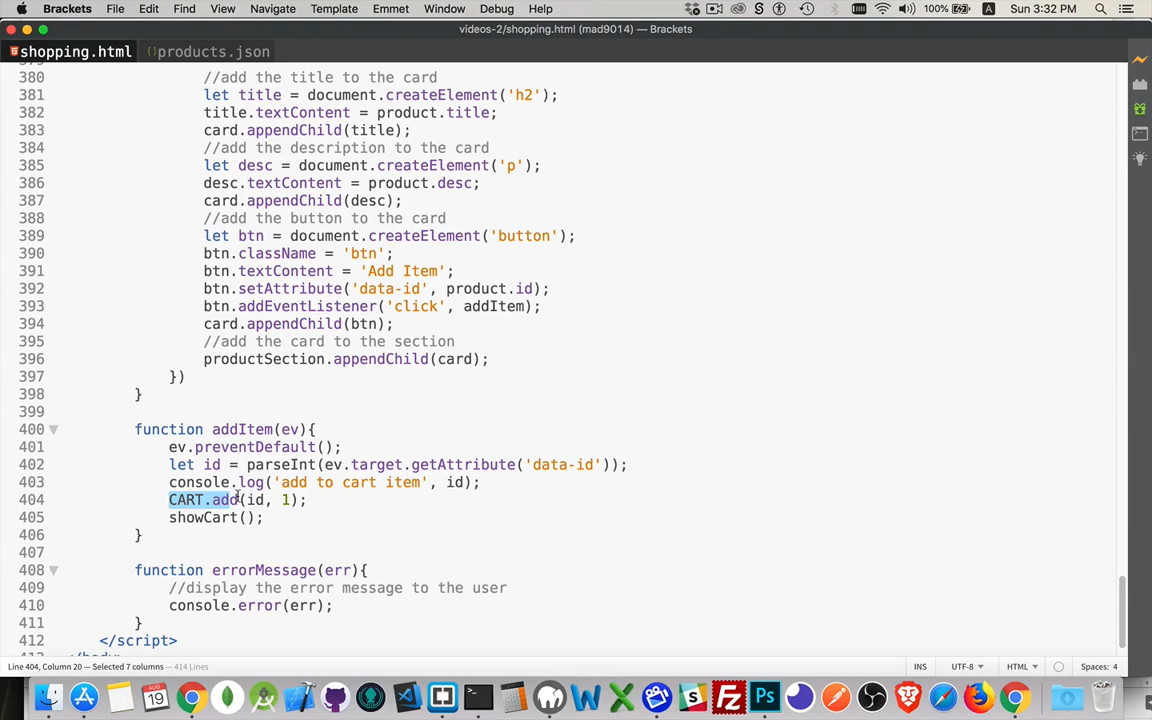 Brackets File Edit Find View Navigate Template Emmet Window Debug Help 100% A Sun 3:32 PM
videos-2/shopping.html (mad9014) — Brackets
shopping.html products.json
380 //add the title to the card
381 let title = document.createElement('h2');
382 title.textContent = product.title;
383 card.appendChild(title);
384 //add the description to the card
385 let desc = document.createElement('p');
386 desc.textContent = product.desc;
387 card.appendChild(desc);
388 //add the button to the card
389 let btn = document.createElement('button');
390 btn.className = 'btn';
391 btn.textContent = 'Add Item';
392 btn.setAttribute('data-id', product.id);
393 btn.addEventListener('click', addItem);
394 card.appendChild(btn);
395 //add the card to the section
396 productSection.appendChild(card);
397 })
398 }
399
400 function addItem(ev){
401 ev.preventDefault();
402 let id = parseInt(ev.target.getAttribute('data-id'));
403 console.log('add to cart item', id);
404 CART.add(id, 1);
405 showCart();
406 }
407
408 function errorMessage(err){
409 //display the error message to the user
410 console.error(err);
411 }
412 </script>
Line 404, Column 20 — Selected 7 columns — 414 Lines INS UTF-8 HTML Spaces: 4
AUG 19 W X S Fz Ps